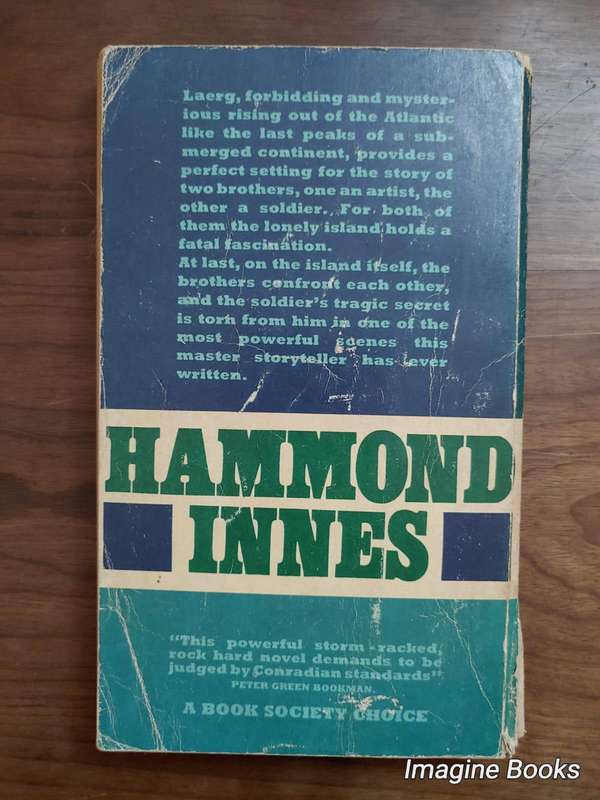 Laerg, forbidding and myster-
ious rising out of the Atlantic
like the last peaks of a sub-
merged continent, provides a
perfect setting for the story of
two brothers, one an artist, the
other a soldier. For both of
them the lonely island holds a
fatal fascination.
At last, on the island itself, the
brothers confront each other,
and the soldier's tragic secret
is torn from him in one of the
most powerful scenes this
master storyteller has ever
written.
HAMMOND
INNES
"This powerful storm-racked,
rock hard novel demands to be
judged by Conradian standards"
PETER GREEN BOOKMAN.
A BOOK SOCIETY CHOICE
Imagine Books